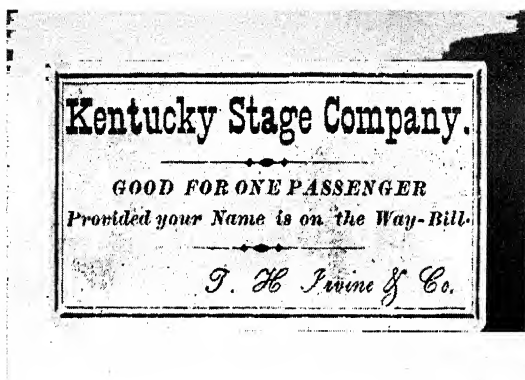 Kentucky Stage Company.
GOOD FOR ONE PASSENGER
Provided your Name is on the Way-Bill.
T. H Irvine & Co.